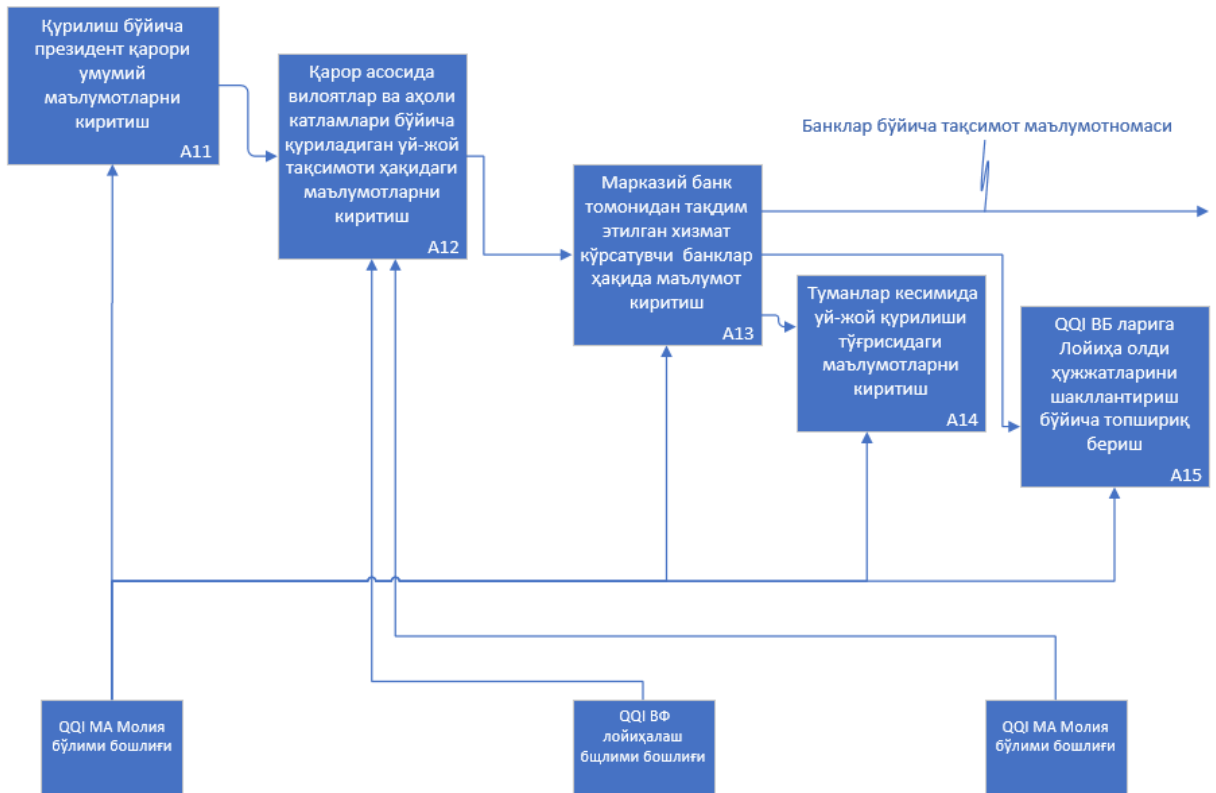 Қурилиш бўйича
президент қарори
умумий
маълумотларни
киритиш
A11
Қарор асосида
вилоятлар ва аҳоли
катламлари бўйича
қуриладиган уй-жой
тақсимоти ҳақидаги
маълумотларни
киритиш
A12
Банклар бўйича тақсимот маълумотномаси
Марказий банк
томонидан тақдим
этилган хизмат
кўрсатувчи банклар
ҳақида маълумот
киритиш
A13
Туманлар кесимида
уй-жой қурилиши
тўғрисидаги
маълумотларни
киритиш
A14
QQI ВБ ларига
Лойиҳа олди
ҳужжатларини
шакллантириш
бўйича топшириқ
бериш
A15
QQI МА Молия
бўлими бошлиғи
QQI ВФ
лойиҳалаш
бщлими бошлиғи
QQI МА Молия
бўлими бошлиғи